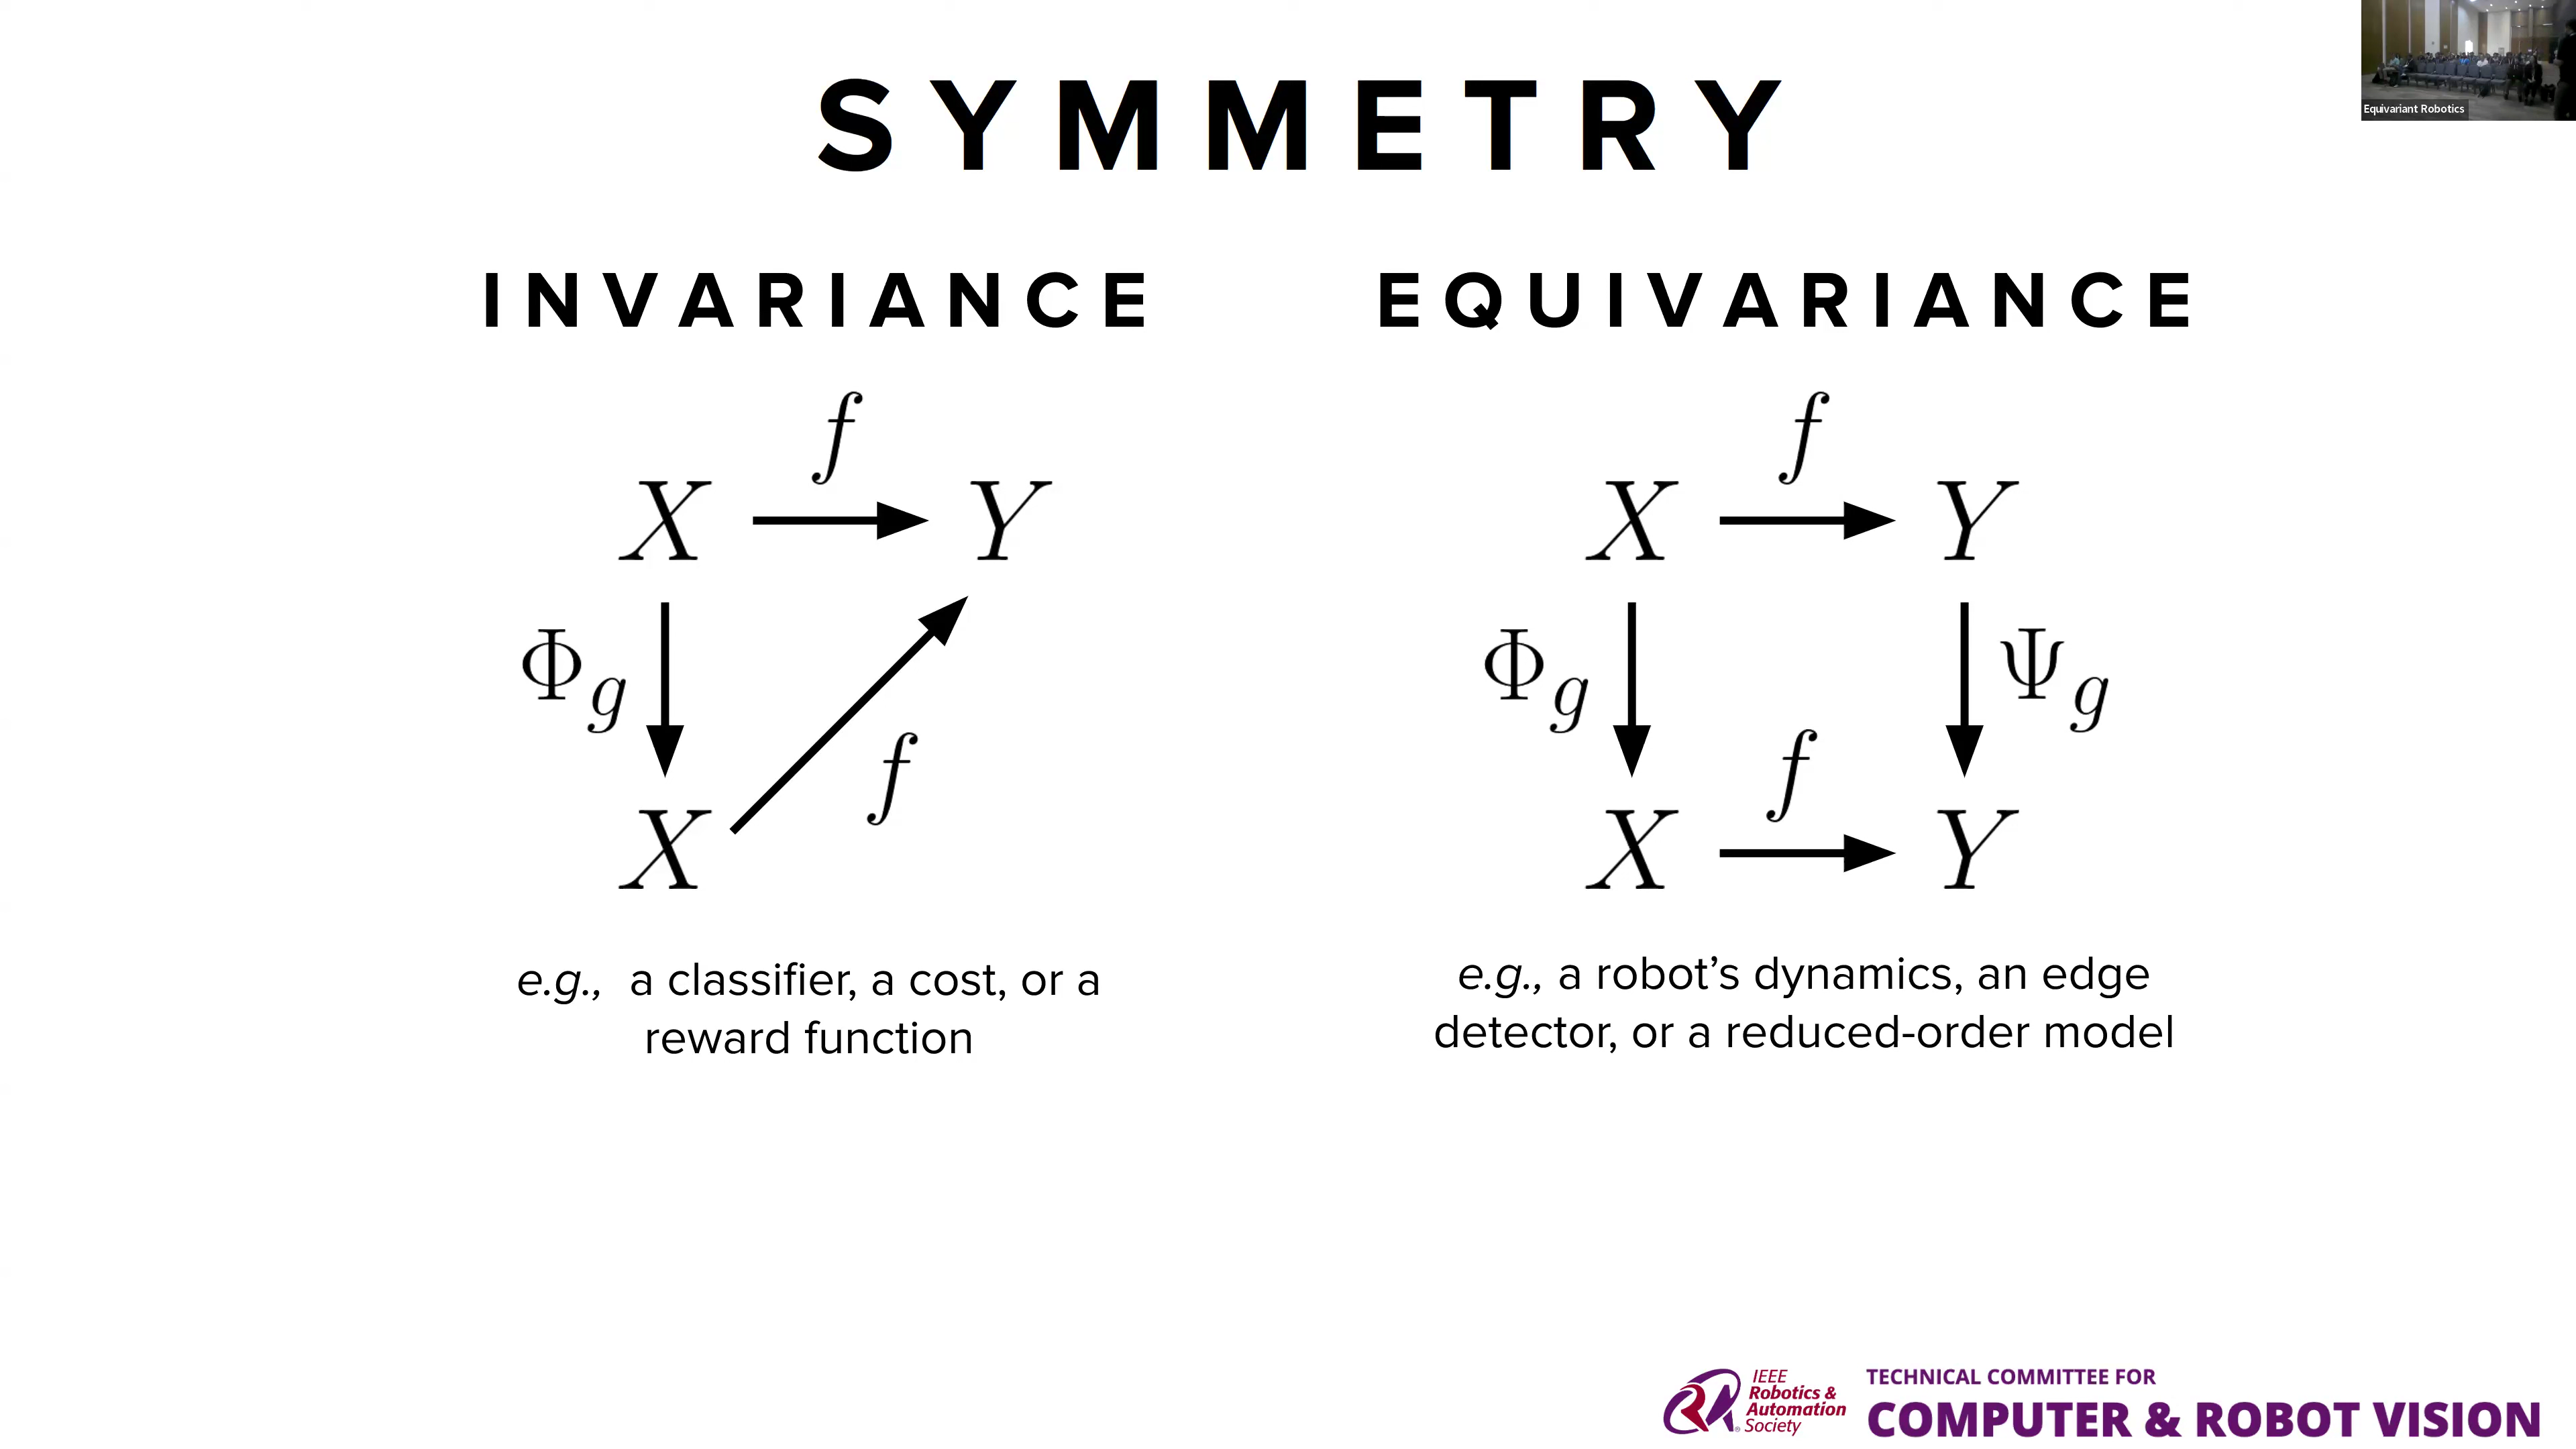 SYMMETRY
Equivariant Robotics
INVARIANCE
f
X Y
Φg
f
X
e.g., a classifier, a cost, or a
reward function
EQUIVARIANCE
f
X Y
Φg Ψg
f
X Y
e.g., a robot’s dynamics, an edge
detector, or a reduced-order model
IEEE
Robotics &
Automation
Society
TECHNICAL COMMITTEE FOR
COMPUTER & ROBOT VISION